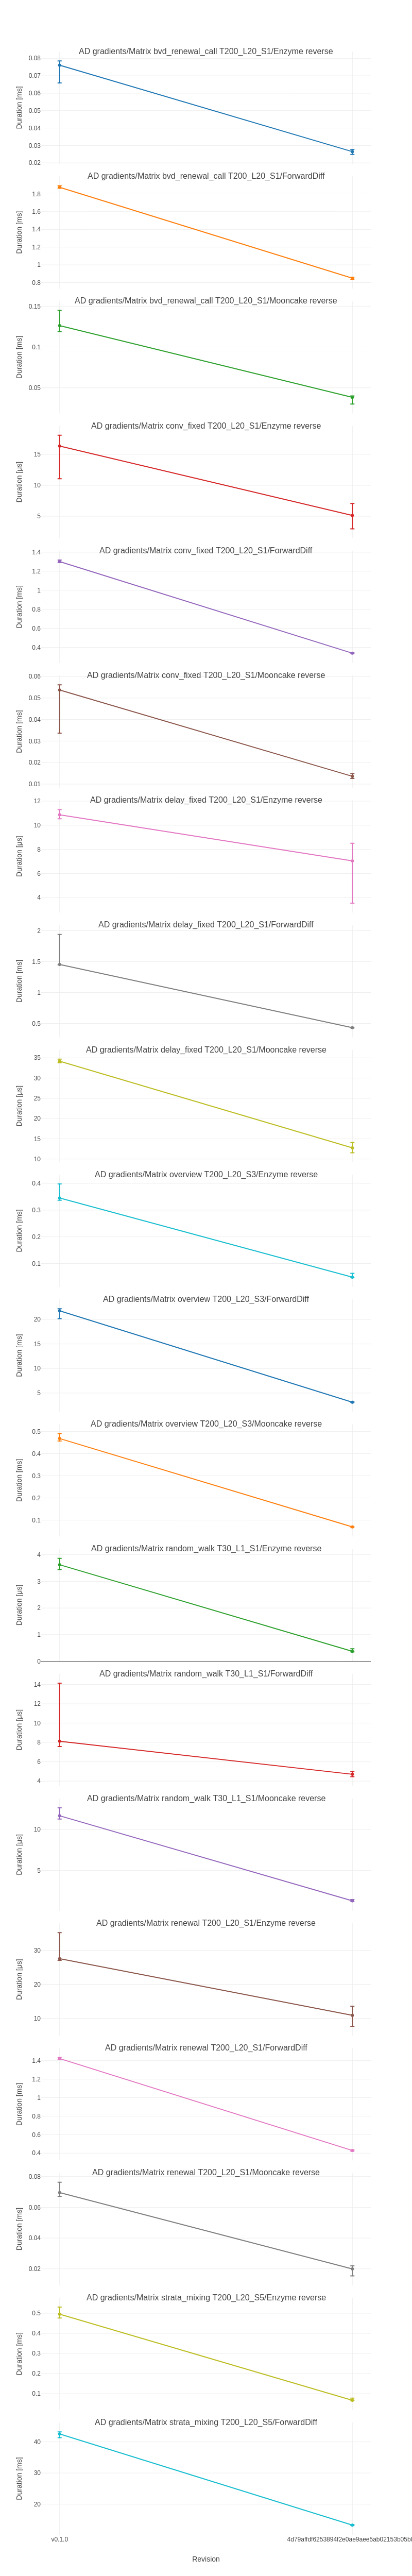 AD gradients/Matrix bvd_renewal_call T200_L20_S1/Enzyme reverse
Duration [ms]
0.08
0.07
0.06
0.05
0.04
0.03
0.02
AD gradients/Matrix bvd_renewal_call T200_L20_S1/ForwardDiff
Duration [ms]
1.8
1.6
1.4
1.2
1
0.8
AD gradients/Matrix bvd_renewal_call T200_L20_S1/Mooncake reverse
Duration [ms]
0.15
0.1
0.05
AD gradients/Matrix conv_fixed T200_L20_S1/Enzyme reverse
Duration [µs]
15
10
5
AD gradients/Matrix conv_fixed T200_L20_S1/ForwardDiff
Duration [ms]
1.4
1.2
1
0.8
0.6
0.4
AD gradients/Matrix conv_fixed T200_L20_S1/Mooncake reverse
Duration [ms]
0.06
0.05
0.04
0.03
0.02
0.01
AD gradients/Matrix delay_fixed T200_L20_S1/Enzyme reverse
Duration [µs]
12
10
8
6
4
AD gradients/Matrix delay_fixed T200_L20_S1/ForwardDiff
Duration [ms]
2
1.5
1
0.5
AD gradients/Matrix delay_fixed T200_L20_S1/Mooncake reverse
Duration [µs]
35
30
25
20
15
10
AD gradients/Matrix overview T200_L20_S3/Enzyme reverse
Duration [ms]
0.4
0.3
0.2
0.1
AD gradients/Matrix overview T200_L20_S3/ForwardDiff
Duration [ms]
20
15
10
5
AD gradients/Matrix overview T200_L20_S3/Mooncake reverse
Duration [ms]
0.5
0.4
0.3
0.2
0.1
AD gradients/Matrix random_walk T30_L1_S1/Enzyme reverse
Duration [µs]
4
3
2
1
0
AD gradients/Matrix random_walk T30_L1_S1/ForwardDiff
Duration [µs]
14
12
10
8
6
4
AD gradients/Matrix random_walk T30_L1_S1/Mooncake reverse
Duration [µs]
10
5
AD gradients/Matrix renewal T200_L20_S1/Enzyme reverse
Duration [µs]
30
20
10
AD gradients/Matrix renewal T200_L20_S1/ForwardDiff
Duration [ms]
1.4
1.2
1
0.8
0.6
0.4
AD gradients/Matrix renewal T200_L20_S1/Mooncake reverse
Duration [ms]
0.08
0.06
0.04
0.02
AD gradients/Matrix strata_mixing T200_L20_S5/Enzyme reverse
Duration [ms]
0.5
0.4
0.3
0.2
0.1
AD gradients/Matrix strata_mixing T200_L20_S5/ForwardDiff
Duration [ms]
40
30
20
v0.1.0
4d79affdf6253894f2e0ae9aee5ab02153b05b
Revision